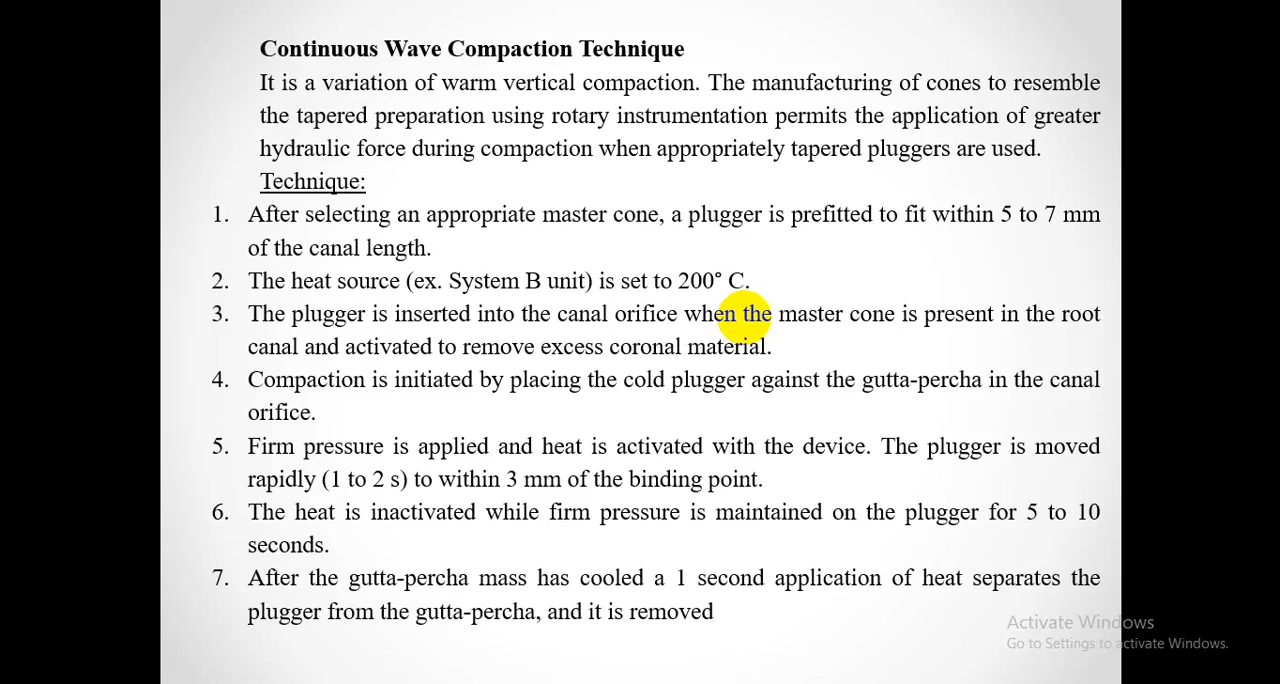 Continuous Wave Compaction Technique
It is a variation of warm vertical compaction. The manufacturing of cones to resemble
the tapered preparation using rotary instrumentation permits the application of greater
hydraulic force during compaction when appropriately tapered pluggers are used.
Technique:
1. After selecting an appropriate master cone, a plugger is prefitted to fit within 5 to 7 mm
of the canal length.
2. The heat source (ex. System B unit) is set to 200° C.
3. The plugger is inserted into the canal orifice when the master cone is present in the root
canal and activated to remove excess coronal material.
4. Compaction is initiated by placing the cold plugger against the gutta-percha in the canal
orifice.
5. Firm pressure is applied and heat is activated with the device. The plugger is moved
rapidly (1 to 2 s) to within 3 mm of the binding point.
6. The heat is inactivated while firm pressure is maintained on the plugger for 5 to 10
seconds.
7. After the gutta-percha mass has cooled a 1 second application of heat separates the
plugger from the gutta-percha, and it is removed
Activate Windows
Go to Settings to activate Windows.